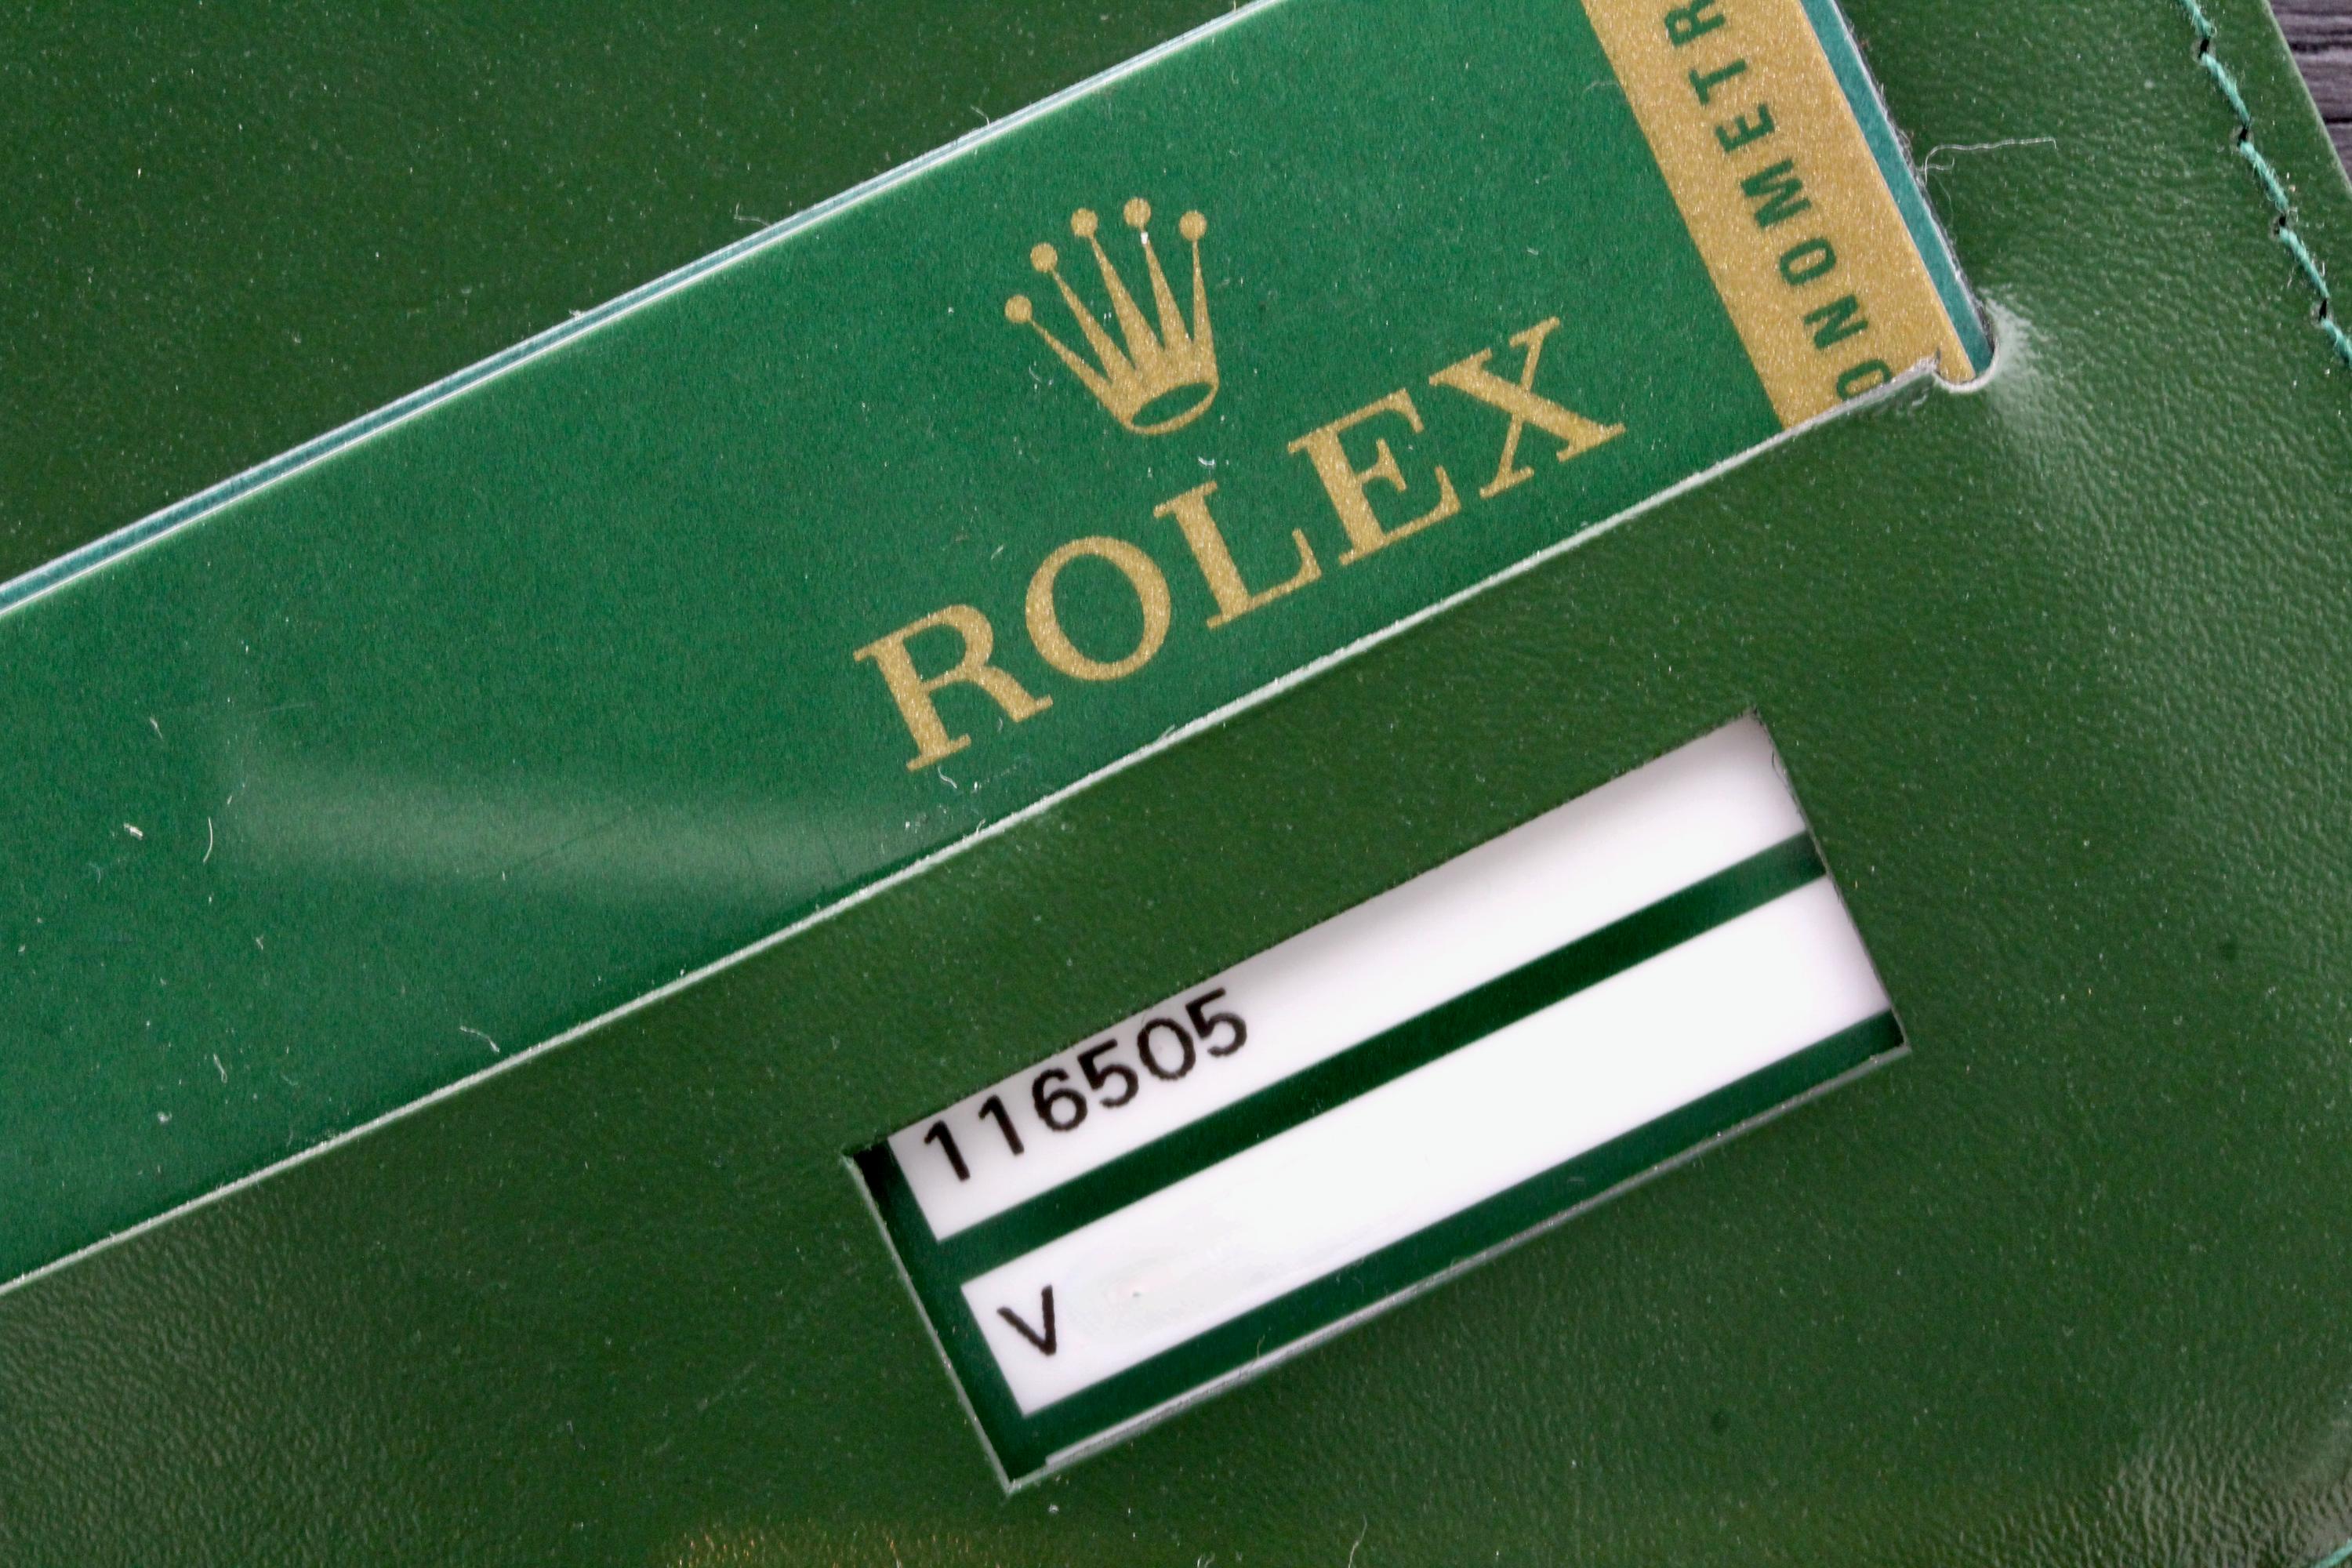 ROLEX
ONOMETR
116505
V